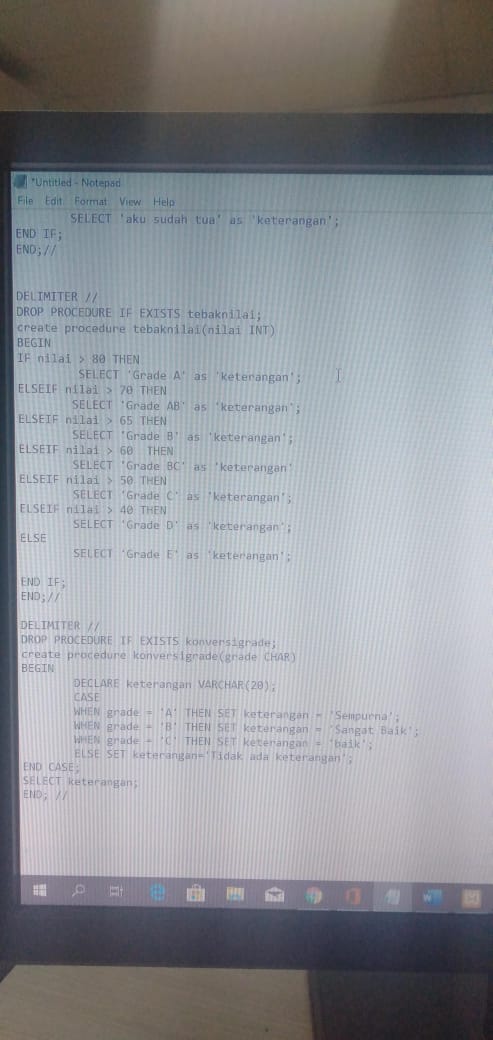 *Untitled - Notepad
File Edit Format View Help
SELECT 'aku sudah tua' as 'keterangan';
END IF;
END;//
DELIMITER //
DROP PROCEDURE IF EXISTS tebaknilai;
create procedure tebaknilai(nilai INT)
BEGIN
IF nilai > 80 THEN
SELECT 'Grade A' as 'keterangan';
ELSEIF nilai > 70 THEN
SELECT 'Grade AB' as 'keterangan';
ELSEIF nilai > 65 THEN
SELECT 'Grade B' as 'keterangan';
ELSEIF nilai > 60  THEN
SELECT 'Grade BC' as 'keterangan'
ELSEIF nilai > 50 THEN
SELECT 'Grade C' as 'keterangan';
ELSEIF nilai > 40 THEN
SELECT 'Grade D' as 'keterangan';
ELSE
SELECT 'Grade E' as 'keterangan';
END IF;
END;//
DELIMITER //
DROP PROCEDURE IF EXISTS konversigrade;
create procedure konversigrade(grade CHAR)
BEGIN
DECLARE keterangan VARCHAR(20);
CASE
WHEN grade = 'A' THEN SET keterangan = 'Sempurna';
WHEN grade = 'B' THEN SET keterangan = 'Sangat Baik';
WHEN grade = 'C' THEN SET keterangan = 'baik';
ELSE SET keterangan='Tidak ada keterangan';
END CASE;
SELECT keterangan;
END; //